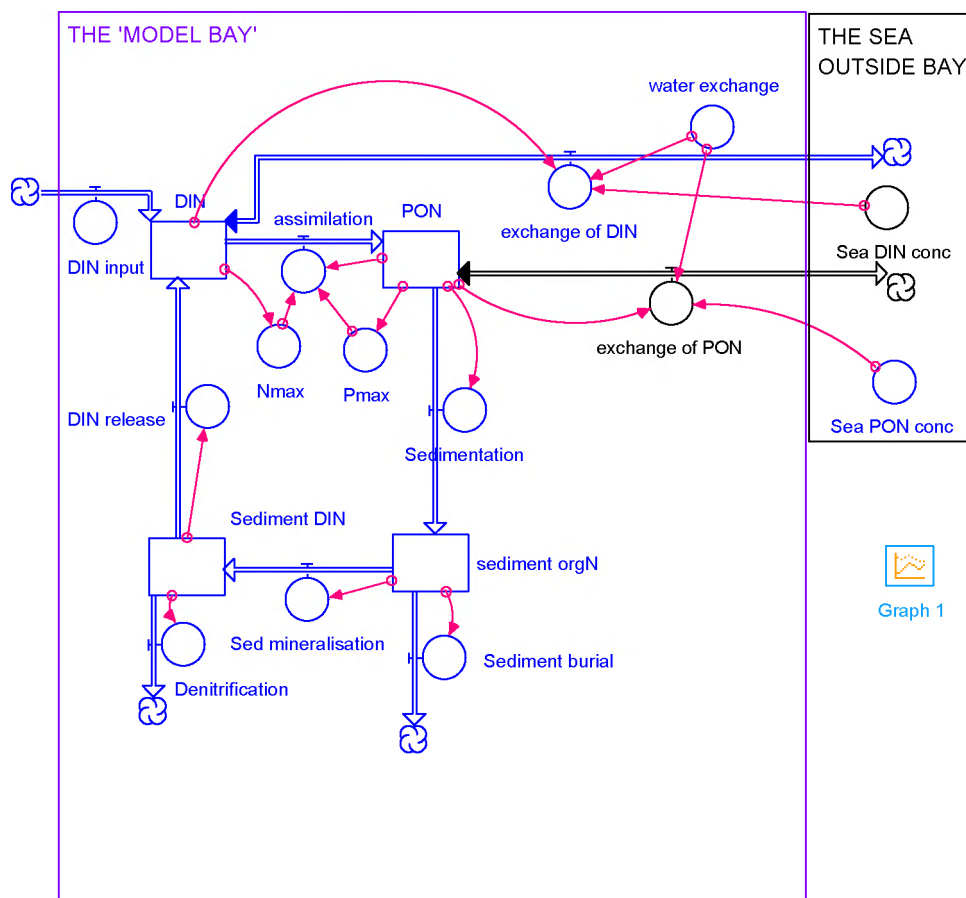 THE 'MODEL BAY'
THE SEA
OUTSIDE BAY
water exchange
DIN
PON
assimilation
exchange of DIN
DIN input
Sea DIN conc
exchange of PON
Nmax
Pmax
DIN release
Sea PON conc
Sedimentation
Sediment DIN
sediment orgN
Graph 1
Sed mineralisation
Sediment burial
Denitrification